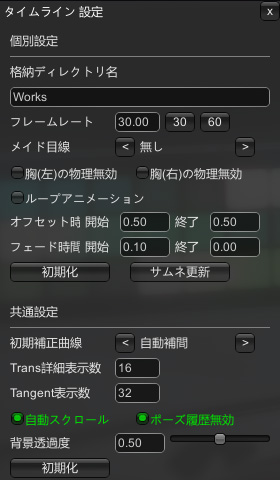 タイムライン 設定 x
個別設定
格納ディレクトリ名
Works
フレームレート 30.00 30 60
メイド目線 < 無し >
胸(左)の物理無効 胸(右)の物理無効
ループアニメーション
オフセット時 開始 0.50 終了 0.50
フェード時間 開始 0.10 終了 0.00
初期化 サムネ更新
共通設定
初期補正曲線 < 自動補間 >
Trans詳細表示数 16
Tangent表示数 32
自動スクロール ポーズ履歴無効
背景透過度 0.50
初期化